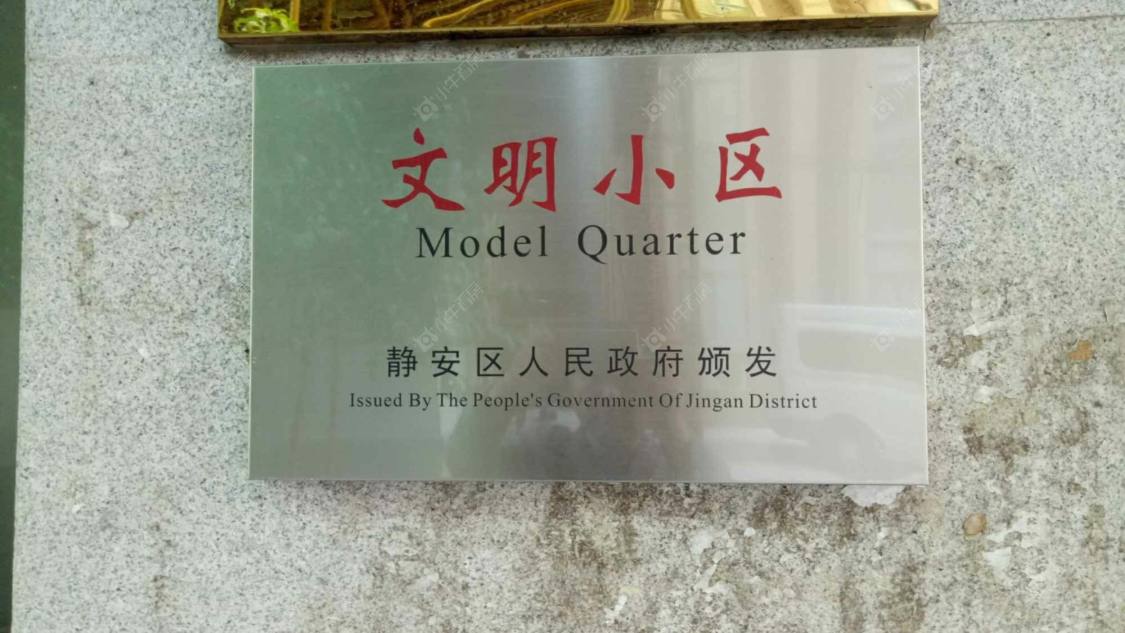 文明小区
Model Quarter
静安区人民政府颁发
Issued By The People's Government Of Jingan District